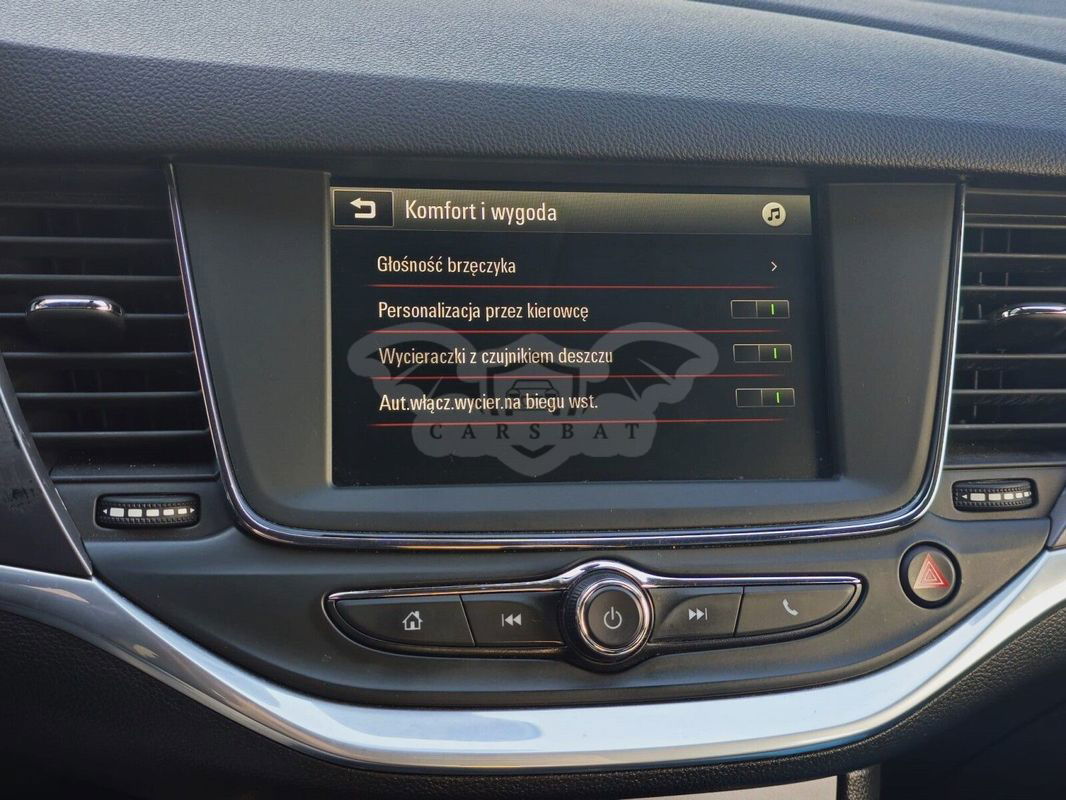 Komfort i wygoda
Głośność brzęczyka
Personalizacja przez kierowcę
Wycieraczki z czujnikiem deszczu
Aut.włącz.wycier.na biegu wst.
CARSBAT